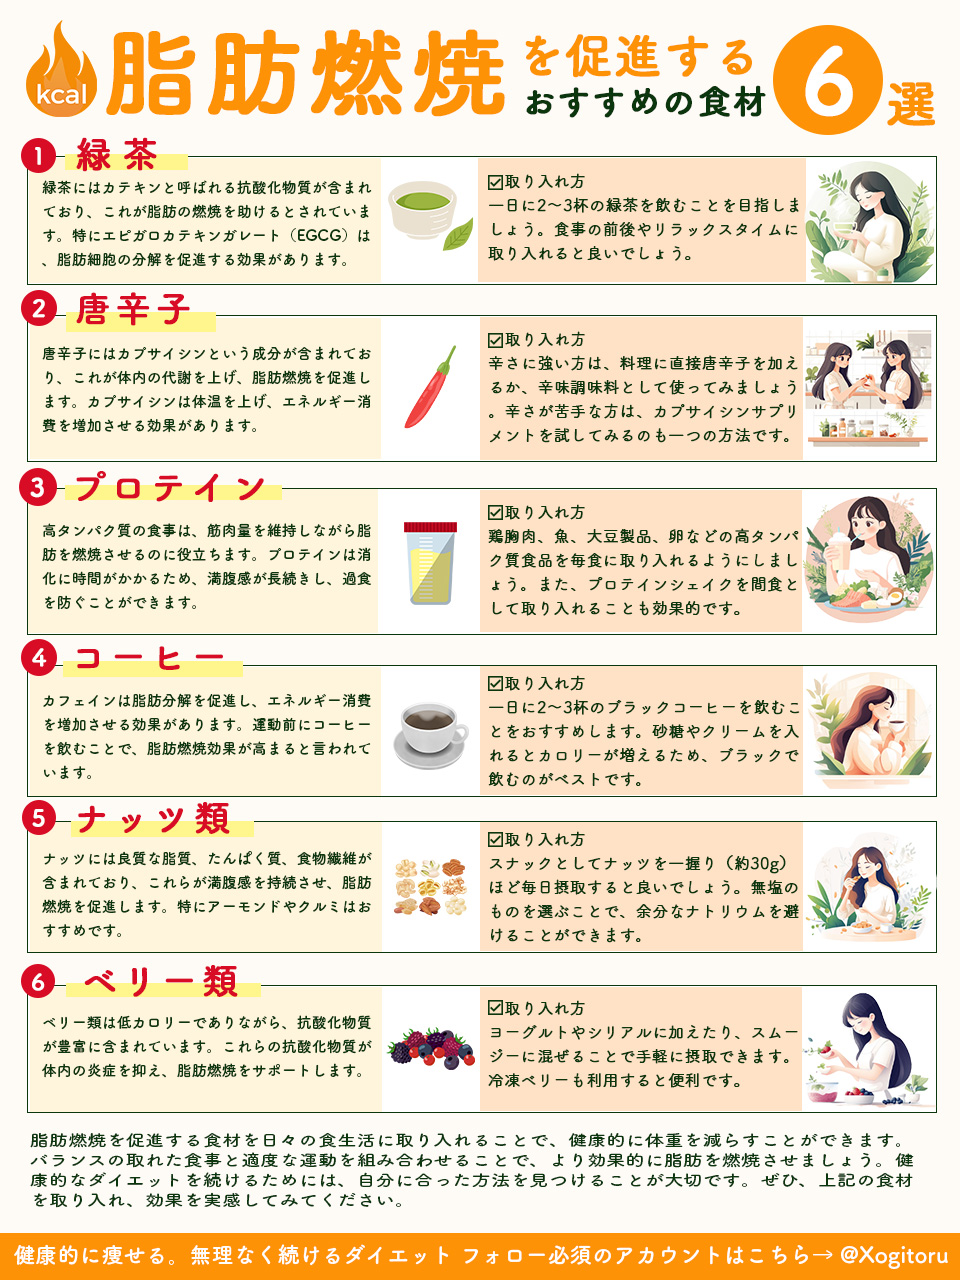 kcal
脂肪燃焼
を促進する
おすすめの食材
6
選
1 緑茶
緑茶にはカテキンと呼ばれる抗酸化物質が含まれ
ており、これが脂肪の燃焼を助けるとされていま
す。特にエピガロカテキンガレート（EGCG）は
、脂肪細胞の分解を促進する効果があります。
☑取り入れ方
一日に2〜3杯の緑茶を飲むことを目指しま
しょう。食事の前後やリラックスタイムに
取り入れると良いでしょう。
2 唐辛子
唐辛子にはカプサイシンという成分が含まれてお
り、これが体内の代謝を上げ、脂肪燃焼を促進し
ます。カプサイシンは体温を上げ、エネルギー消
費を増加させる効果があります。
☑取り入れ方
辛さに強い方は、料理に直接唐辛子を加え
るか、辛味調味料として使ってみましょう
。辛さが苦手な方は、カプサイシンサプリ
メントを試してみるのも一つの方法です。
3 プロテイン
高タンパク質の食事は、筋肉量を維持しながら脂
肪を燃焼させるのに役立ちます。プロテインは消
化に時間がかかるため、満腹感が長続きし、過食
を防ぐことができます。
☑取り入れ方
鶏胸肉、魚、大豆製品、卵などの高タンパ
ク質食品を毎食に取り入れるようにしまし
ょう。また、プロテインシェイクを間食と
して取り入れることも効果的です。
4 コーヒー
カフェインは脂肪分解を促進し、エネルギー消費
を増加させる効果があります。運動前にコーヒー
を飲むことで、脂肪燃焼効果が高まると言われて
います。
☑取り入れ方
一日に2〜3杯のブラックコーヒーを飲むこ
とをおすすめします。砂糖やクリームを入
れるとカロリーが増えるため、ブラックで
飲むのがベストです。
5 ナッツ類
ナッツには良質な脂質、たんぱく質、食物繊維が
含まれており、これらが満腹感を持続させ、脂肪
燃焼を促進します。特にアーモンドやクルミはお
すすめです。
☑取り入れ方
スナックとしてナッツを一握り（約30g）
ほど毎日摂取すると良いでしょう。無塩の
ものを選ぶことで、余分なナトリウムを避
けることができます。
6 ベリー類
ベリー類は低カロリーでありながら、抗酸化物質
が豊富に含まれています。これらの抗酸化物質が
体内の炎症を抑え、脂肪燃焼をサポートします。
☑取り入れ方
ヨーグルトやシリアルに加えたり、スムー
ジーに混ぜることで手軽に摂取できます。
冷凍ベリーも利用すると便利です。
脂肪燃焼を促進する食材を日々の食生活に取り入れることで、健康的に体重を減らすことができます。
バランスの取れた食事と適度な運動を組み合わせることで、より効果的に脂肪を燃焼させましょう。健
康的なダイエットを続けるためには、自分に合った方法を見つけることが大切です。ぜひ、上記の食材
を取り入れ、効果を実感してみてください。
健康的に痩せる。無理なく続けるダイエット フォロー必須のアカウントはこちら→ @Xogitoru